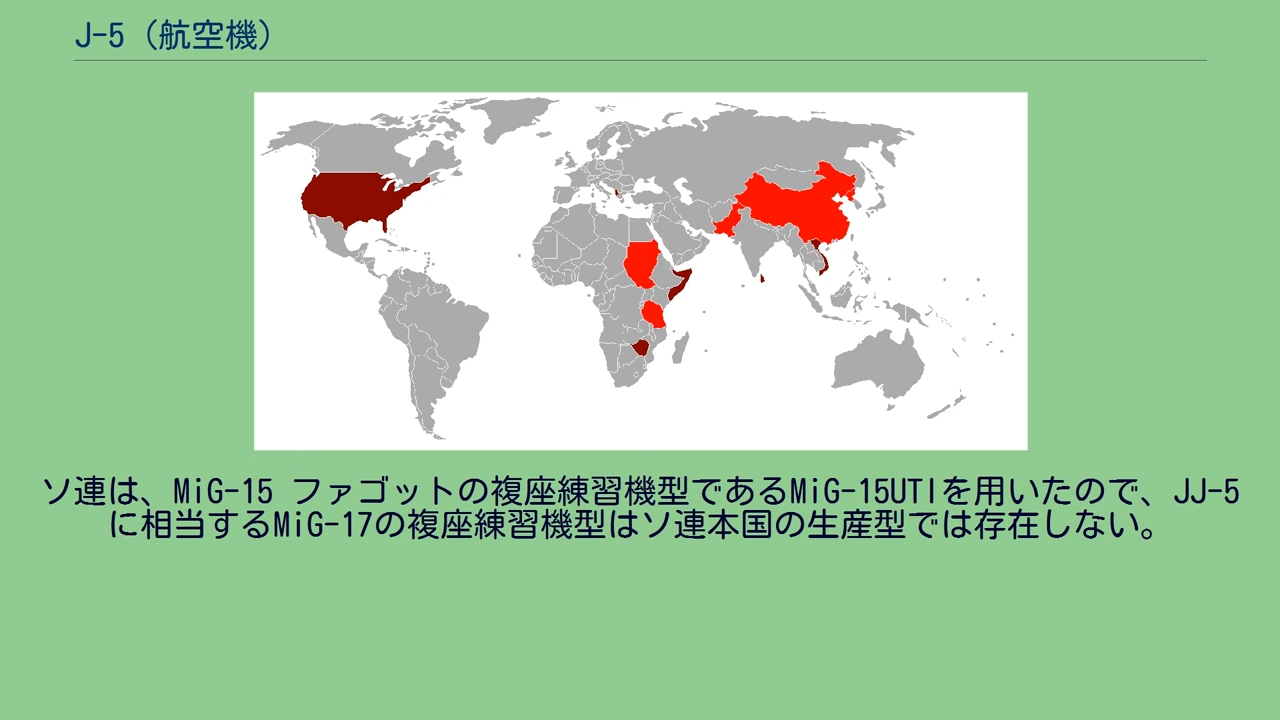 J-5（航空機）
ソ連は、MiG-15 ファゴットの複座練習機型であるMiG-15UTIを用いたので、JJ-5
に相当するMiG-17の複座練習機型はソ連本国の生産型では存在しない。